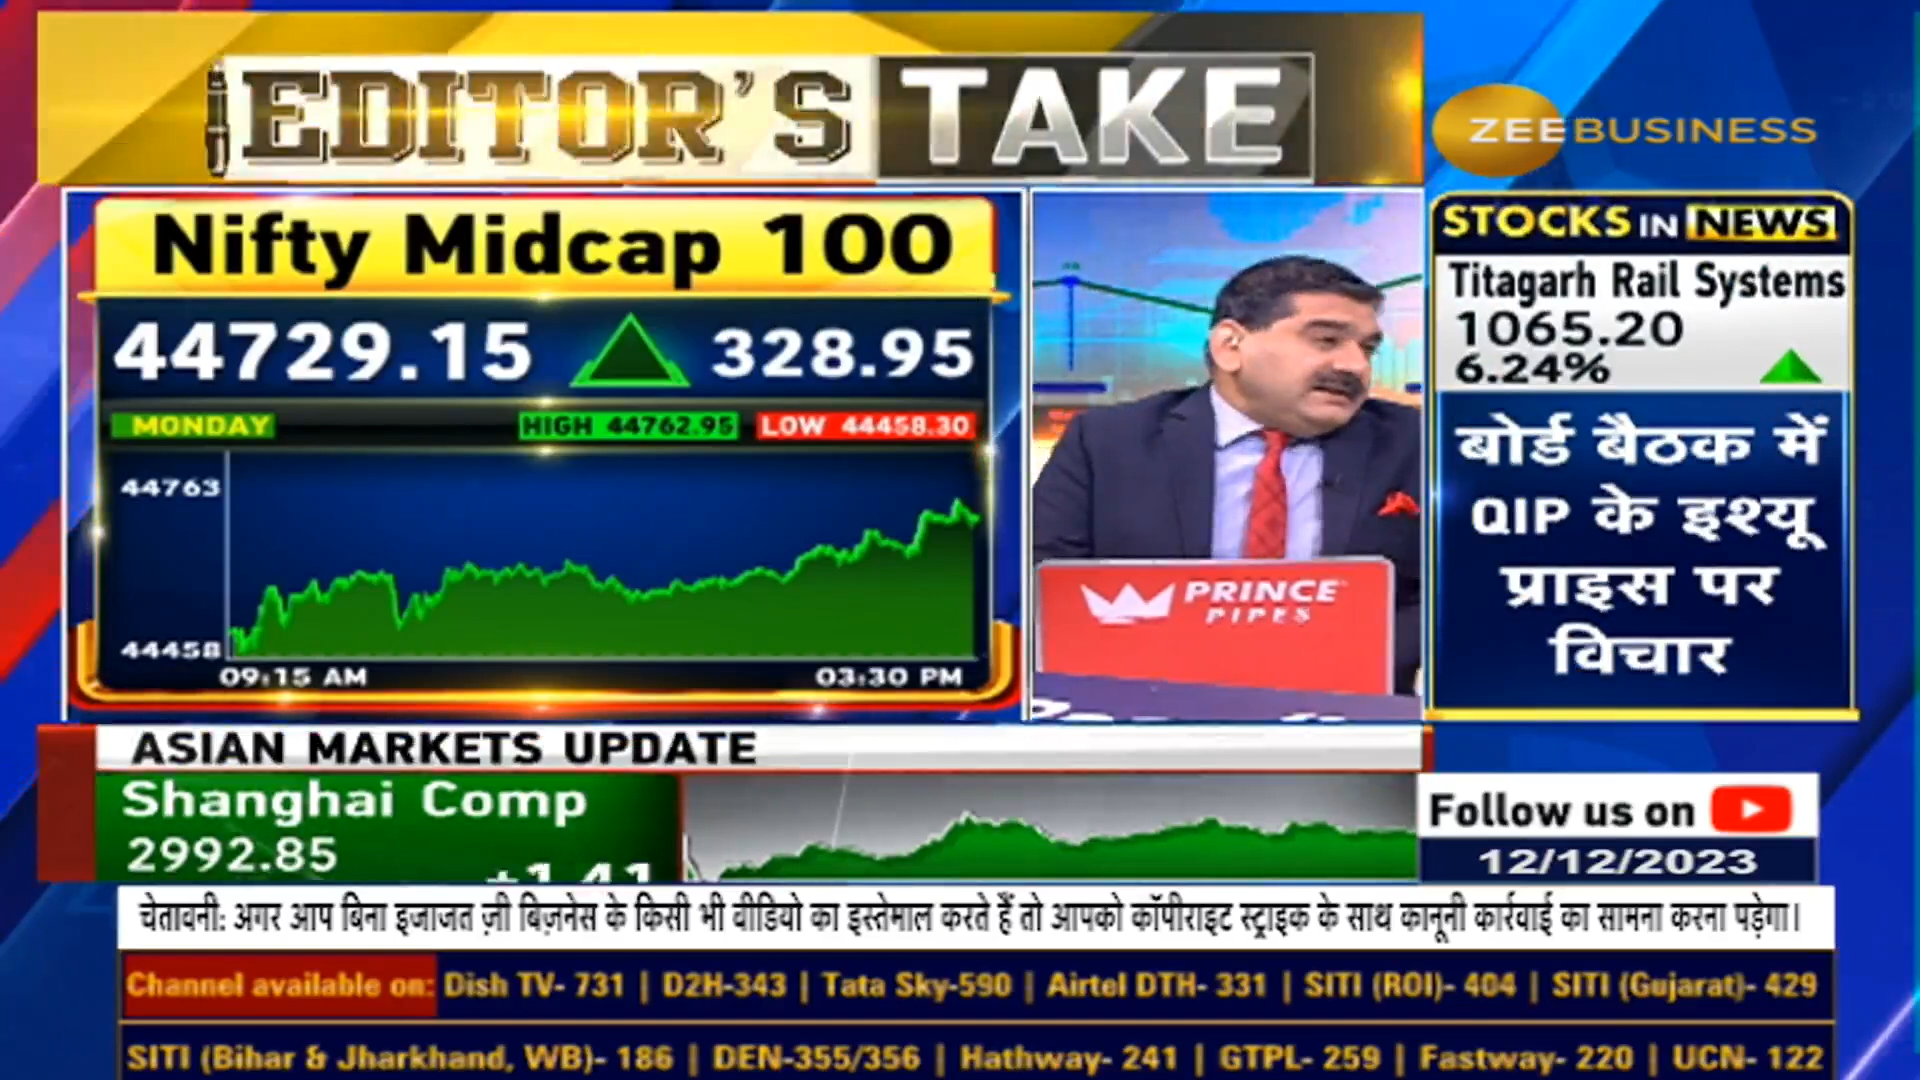 EDITOR'S TAKE
ZEEBUSINESS
Nifty Midcap 100
44729.15 328.95
MONDAY HIGH 44762.95 LOW 44458.30
44763
44458
09:15 AM 03:30 PM
PRINCE
PIPES
STOCKS IN NEWS
Titagarh Rail Systems
1065.20
6.24%
बोर्ड बैठक में
QIP के इश्यू
प्राइस पर
विचार
ASIAN MARKETS UPDATE
Shanghai Comp
2992.85
+1.41
Follow us on
12/12/2023
चेतावनी: अगर आप बिना इजाजत ज़ी बिज़नेस के किसी भी वीडियो का इस्तेमाल करते हैं तो आपको कॉपीराइट स्ट्राइक के साथ कानूनी कार्रवाई का सामना करना पड़ेगा।
Channel available on: Dish TV- 731 | D2H-343 | Tata Sky-590 | Airtel DTH- 331 | SITI (ROI)- 404 | SITI (Gujarat)- 429
SITI (Bihar & Jharkhand, WB)- 186 | DEN-355/356 | Hathway- 241 | GTPL- 259 | Fastway- 220 | UCN- 122